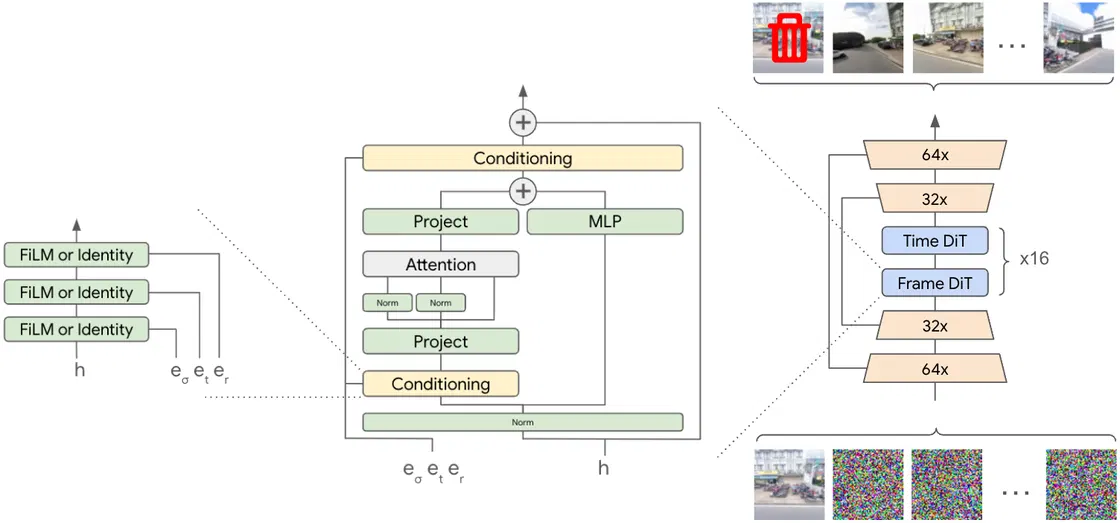 FiLM or Identity
FiLM or Identity
FiLM or Identity
h
eσ et er
Conditioning
Project
MLP
Attention
Norm
Norm
Project
Conditioning
Norm
eσ et er
h
...
64x
32x
Time DiT
Frame DiT
x16
32x
64x
...